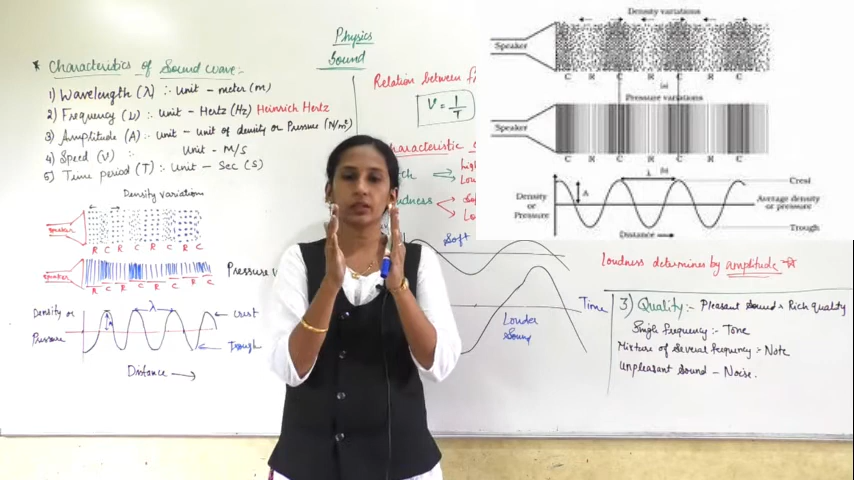 Physics
Sound
* Characteristics of Sound wave:-
1) Wavelength (λ) :- Unit - meter (m)
2) Frequency (ν) :- Unit - Hertz (Hz) Heinrich Hertz
3) Amplitude (A) :- Unit - unit of density or Pressure (N/m²)
4) Speed (v) : Unit - M/S
5) Time period (T) :- Unit - Sec (s)
Density variation
Speaker
R C C R C R C
Speaker
R C R C R C
Pressure
Density or
Pressure
A
λ
Crest
Trough
Distance
Relation between
V = 1/T
Characteristic
Loudness
Soft
Louder
Sound
Time
Loudness determines by amplitude
3) Quality:- Pleasant sound & Rich quality
Single frequency:- Tone
Mixture of several frequency :- Note
Unpleasant Sound - Noise.
Density variations
Speaker
C R C R C R C
(a)
Pressure variations
Speaker
C R C R C R C
λ (b)
Density
or
Pressure
A
Crest
Average density
or pressure
Trough
Distance